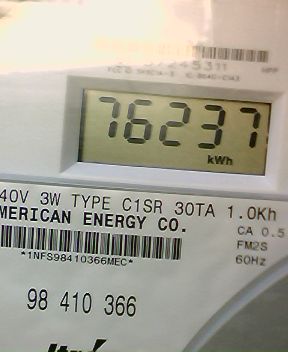 37245311
76237
kWh
40V 3W TYPE C1SR 30TA 1.0Kh
MERICAN ENERGY CO.
CA 0.5
FM2S
60Hz
*1NFS98410366MEC*
98 410 366